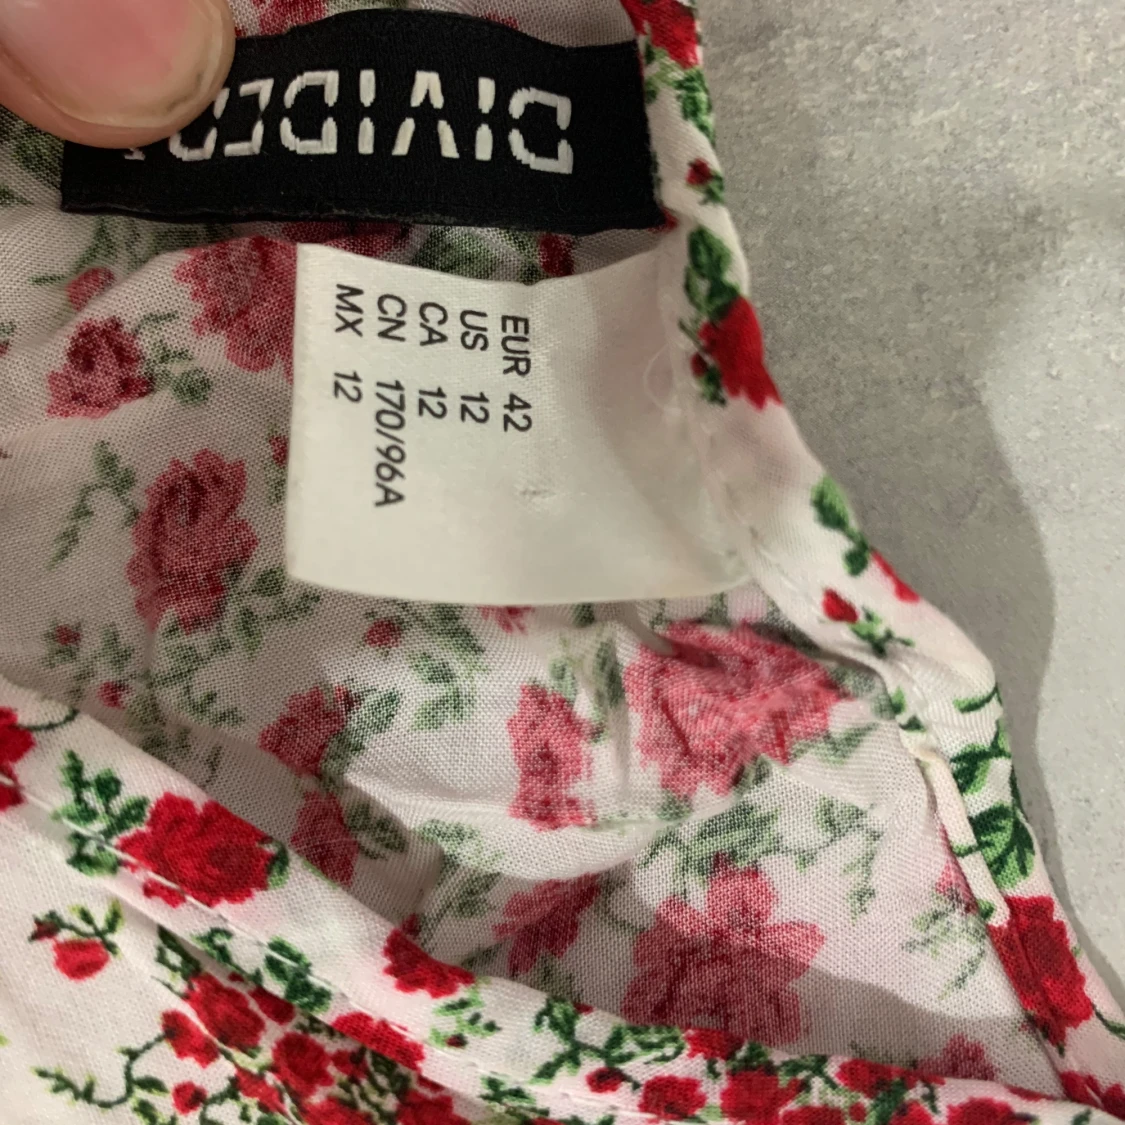 DIVIDED
EUR 42
US 12
CA 12
CN 170/96A
MX 12